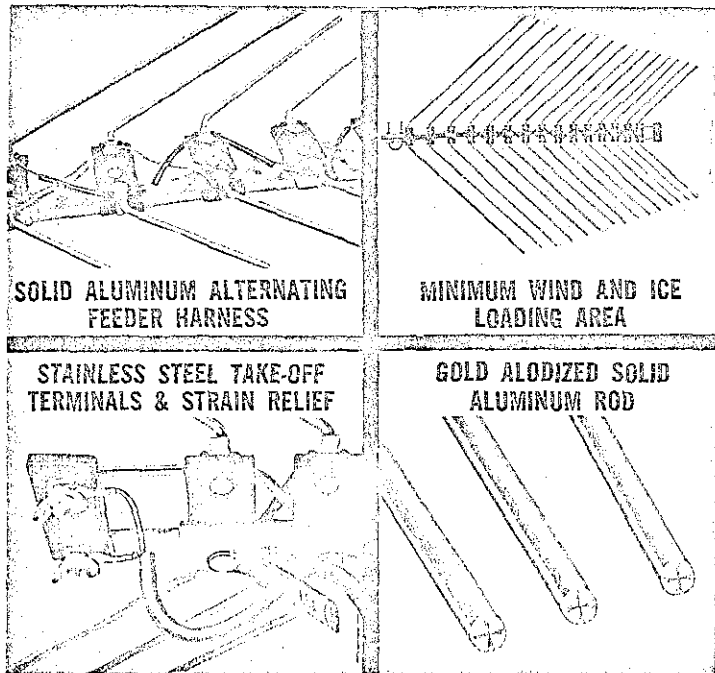 SOLID ALUMINUM ALTERNATING
FEEDER HARNESS
MINIMUM WIND AND ICE
LOADING AREA
STAINLESS STEEL TAKE-OFF
TERMINALS & STRAIN RELIEF
GOLD ALODIZED SOLID
ALUMINUM ROD